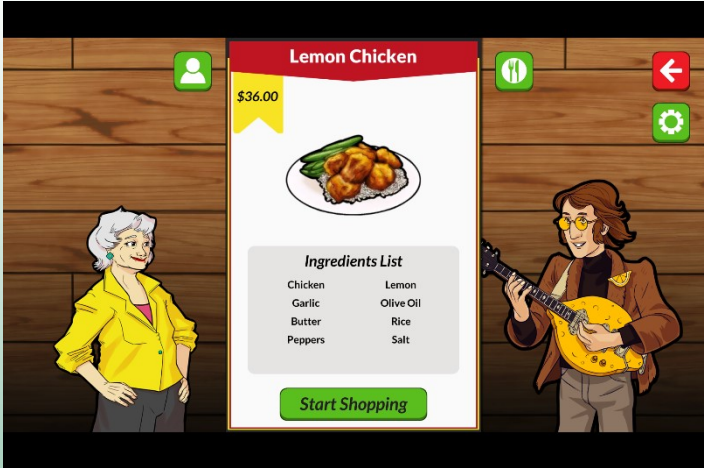 Lemon Chicken
$36.00
Ingredients List
Chicken Lemon
Garlic Olive Oil
Butter Rice
Peppers Salt
Start Shopping